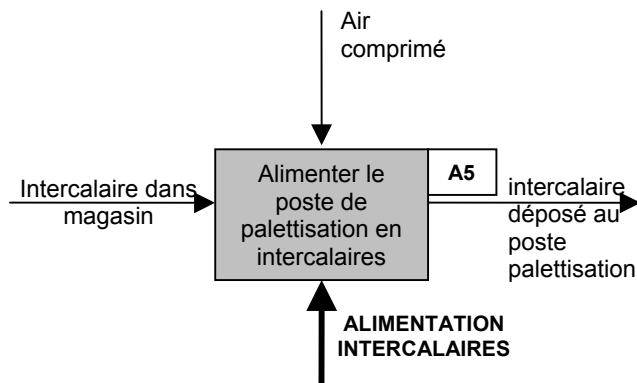 Air
comprimé
Alimenter le
poste de
palettisation en
intercalaires
A5
Intercalaire dans
magasin
intercalaire
déposé au
poste
palettisation
ALIMENTATION
INTERCALAIRES